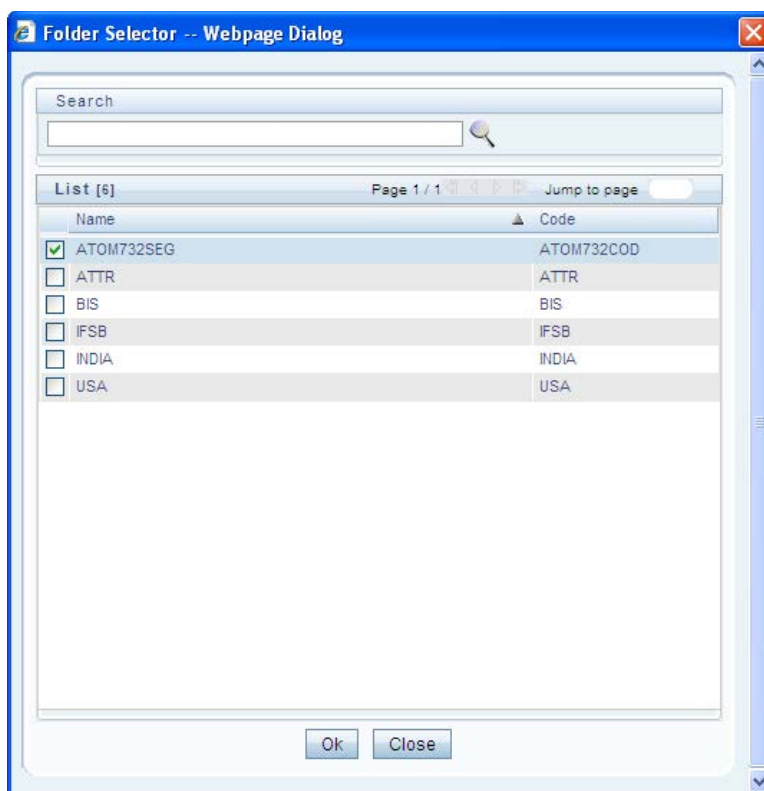 Folder Selector -- Webpage Dialog
Search
List [6] Page 1 / 1 Jump to page
Name Code
ATOM732SEG ATOM732COD
ATTR ATTR
BIS BIS
IFSB IFSB
INDIA INDIA
USA USA
Ok Close